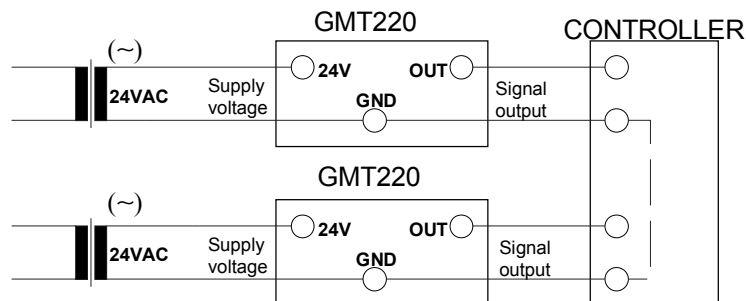 GMT220
CONTROLLER
(~)
24V
OUT
24VAC
Supply
voltage
GND
Signal
output
GMT220
(~)
24V
OUT
24VAC
Supply
voltage
GND
Signal
output